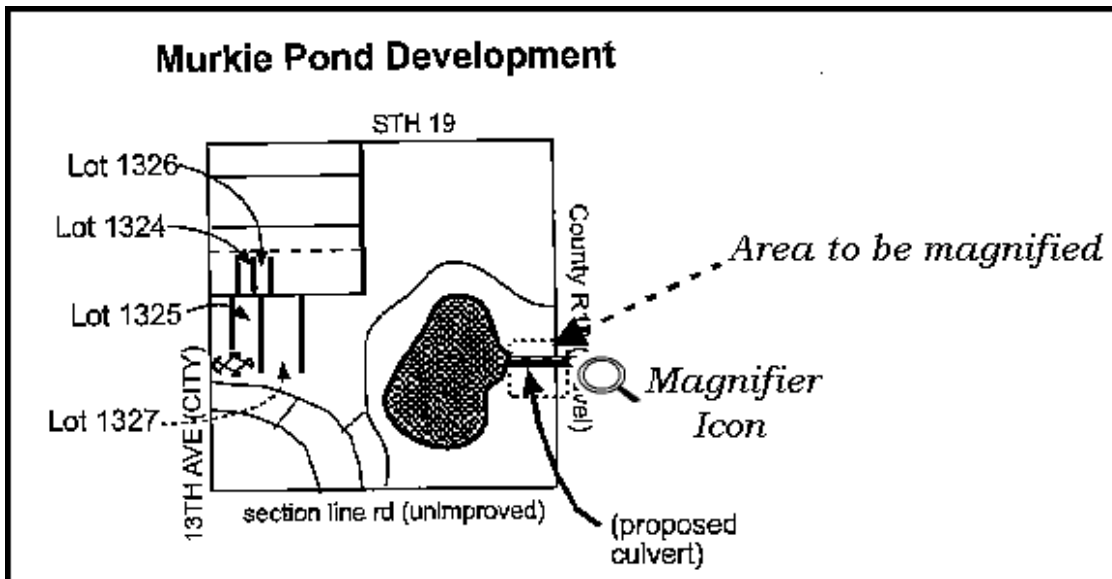 Murkie Pond Development
STH 19
Lot 1326
Lot 1324
Lot 1325
Lot 1327
13TH AVE (CITY)
County
Area to be magnified
Magnifier
Icon
section line rd (unimproved)
(proposed
culvert)